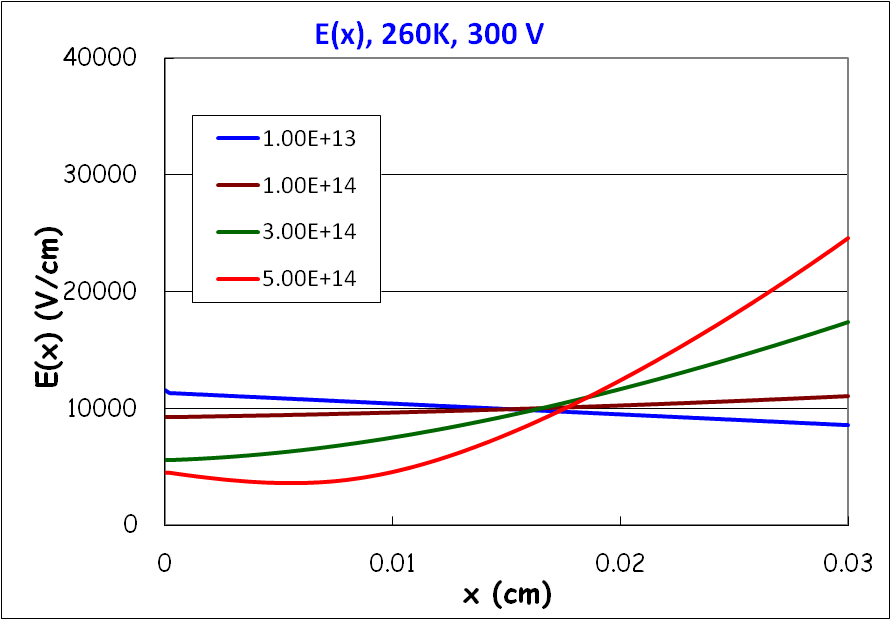 E(x), 260K, 300 V
40000
30000
20000
10000
0
E(x) (V/cm)
1.00E+13
1.00E+14
3.00E+14
5.00E+14
0 0.01 0.02 0.03
x (cm)